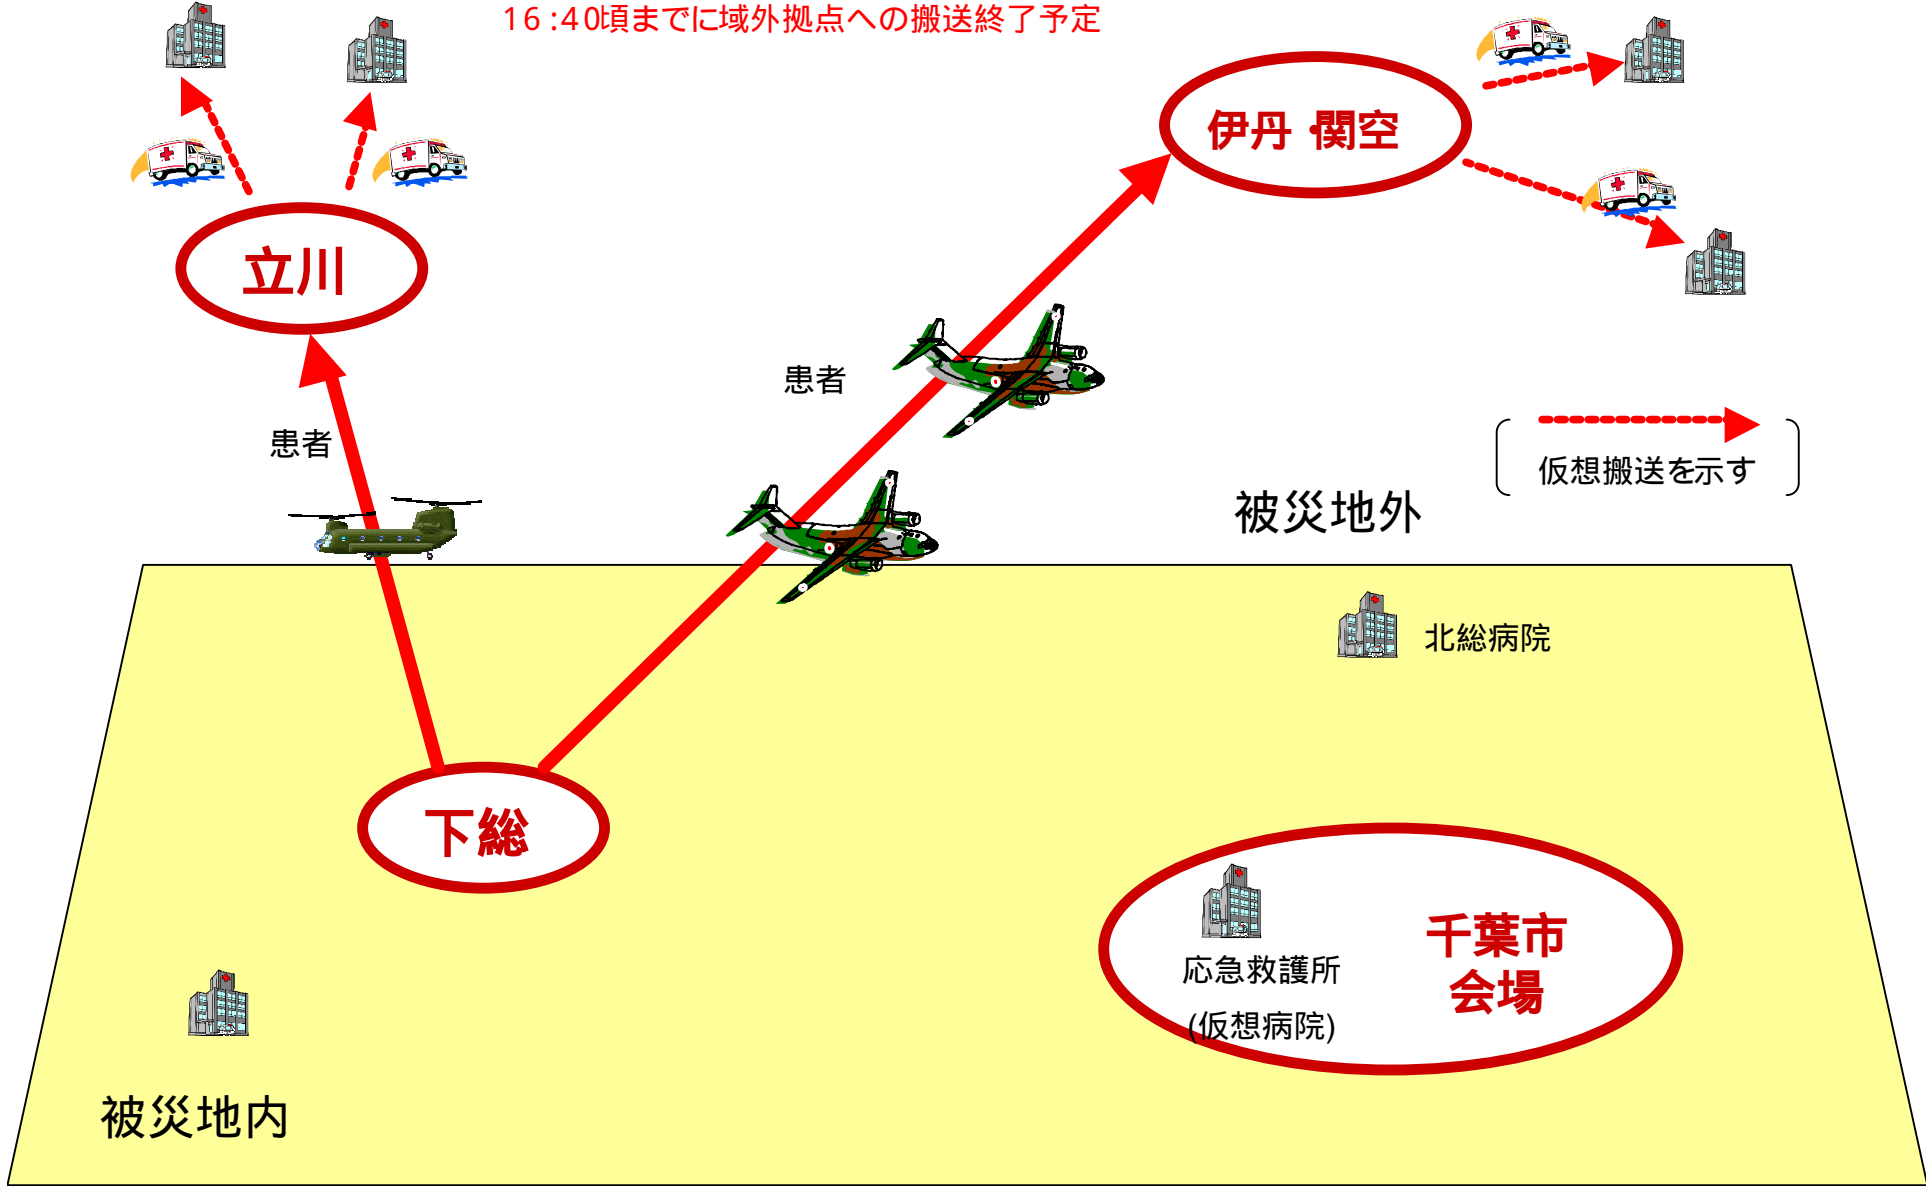 16:40頃までに域外拠点への搬送終了予定
伊丹・関空
立川
患者
患者
仮想搬送を示す
被災地外
北総病院
下総
千葉市
会場
応急救護所
(仮想病院)
被災地内